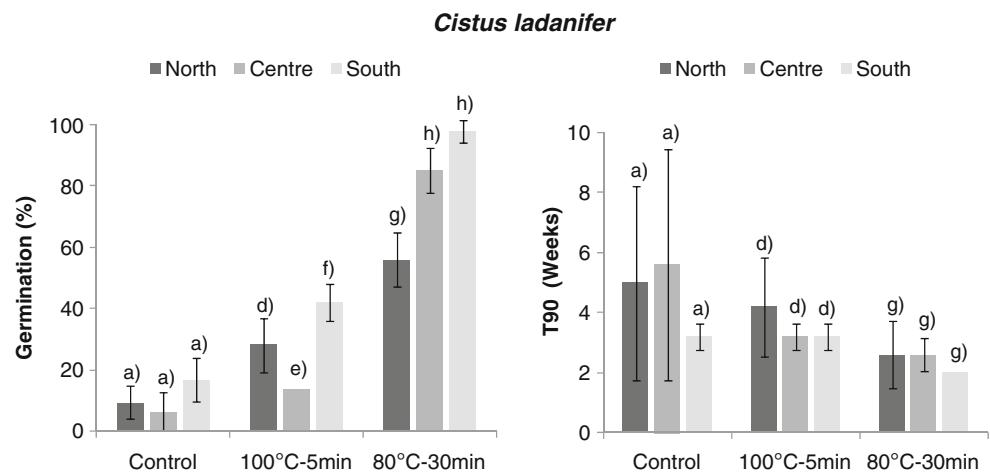 Cistus ladanifer
North Centre South
Germination (%)
100
80
60
40
20
0
a) a) a)
d) e) f)
g) h) h)
Control 100°C-5min 80°C-30min
North Centre South
T90 (Weeks)
10
8
6
4
2
0
a) a) a)
d) d) d)
g) g) g)
Control 100°C-5min 80°C-30min